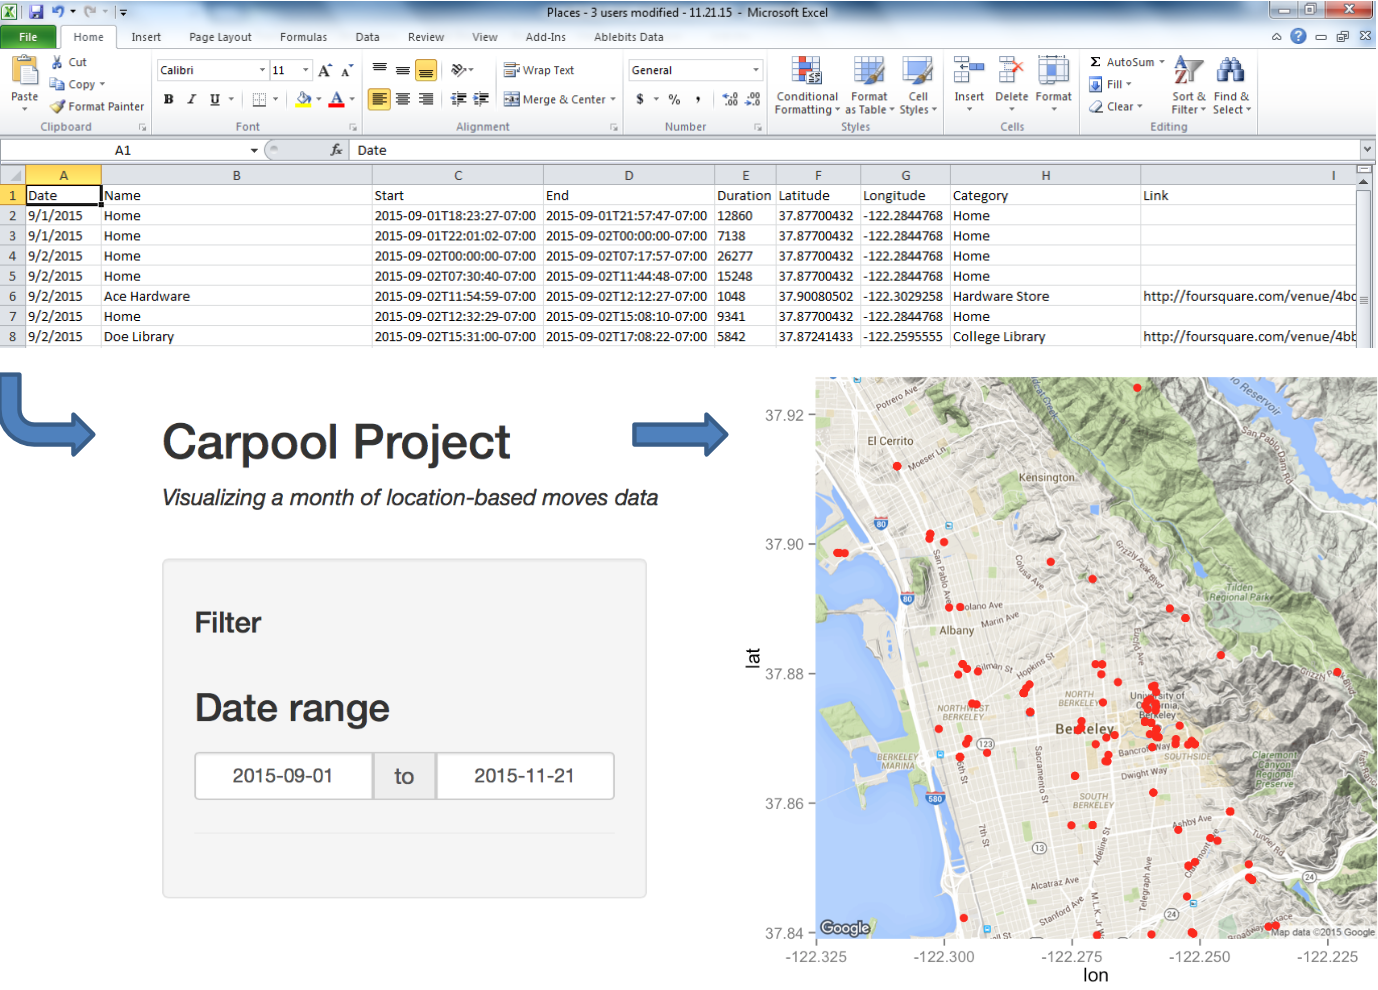 Places - 3 users modified - 11.21.15 - Microsoft Excel
File Home Insert Page Layout Formulas Data Review View Add-Ins Ablebits Data
Paste
Cut
Copy
Format Painter
Clipboard
Calibri 11
B I U
Font
Wrap Text
Merge & Center
Alignment
General
$ % ,
Number
Conditional Formatting
Format as Table
Cell Styles
Styles
Insert Delete Format
Cells
Σ AutoSum
Fill
Clear
Sort & Filter
Find & Select
Editing
A1 fx Date
A B C D E F G H I
1 Date Name Start End Duration Latitude Longitude Category Link
2 9/1/2015 Home 2015-09-01T18:23:27-07:00 2015-09-01T21:57:47-07:00 12860 37.87700432 -122.2844768 Home
3 9/1/2015 Home 2015-09-01T22:01:02-07:00 2015-09-02T00:00:00-07:00 7138 37.87700432 -122.2844768 Home
4 9/2/2015 Home 2015-09-02T00:00:00-07:00 2015-09-02T07:17:57-07:00 26277 37.87700432 -122.2844768 Home
5 9/2/2015 Home 2015-09-02T07:30:40-07:00 2015-09-02T11:44:48-07:00 15248 37.87700432 -122.2844768 Home
6 9/2/2015 Ace Hardware 2015-09-02T11:54:59-07:00 2015-09-02T12:12:27-07:00 1048 37.90080502 -122.3029258 Hardware Store http://foursquare.com/venue/4bc
7 9/2/2015 Home 2015-09-02T12:32:29-07:00 2015-09-02T15:08:10-07:00 9341 37.87700432 -122.2844768 Home
8 9/2/2015 Doe Library 2015-09-02T15:31:00-07:00 2015-09-02T17:08:22-07:00 5842 37.87241433 -122.2595555 College Library http://foursquare.com/venue/4bb
Carpool Project
Visualizing a month of location-based moves data
Filter
Date range
2015-09-01 to 2015-11-21
lat
37.92
37.90
37.88
37.86
37.84
Potrero Ave
El Cerrito
Moeser Ln
Kensington
San Pablo Dam Rd
Reservoir
80
San Pablo Ave
Colusa Ave
Grizzly Peak Blvd
Tilden
Regional Park
80
Solano Ave
Marin Ave
Albany
Euclid Ave
Gilman St
Hopkins St
Grizzly Peak Blvd
NORTH
BERKELEY
University of
California,
Berkeley
NORTHWEST
BERKELEY
Berkeley
123
Bancroft Way
SOUTHSIDE
BERKELEY
MARINA
6th St
Sacramento St
Dwight Way
Claremont
Canyon
Regional
Preserve
580
SOUTH
BERKELEY
7th St
Ashby Ave
Tunnel Rd
13
Adeline St
Claremont Ave
24
Alcatraz Ave
Telegraph Ave
Stanford Ave
24
Google
Map data ©2015 Google
-122.325 -122.300 -122.275 -122.250 -122.225
lon